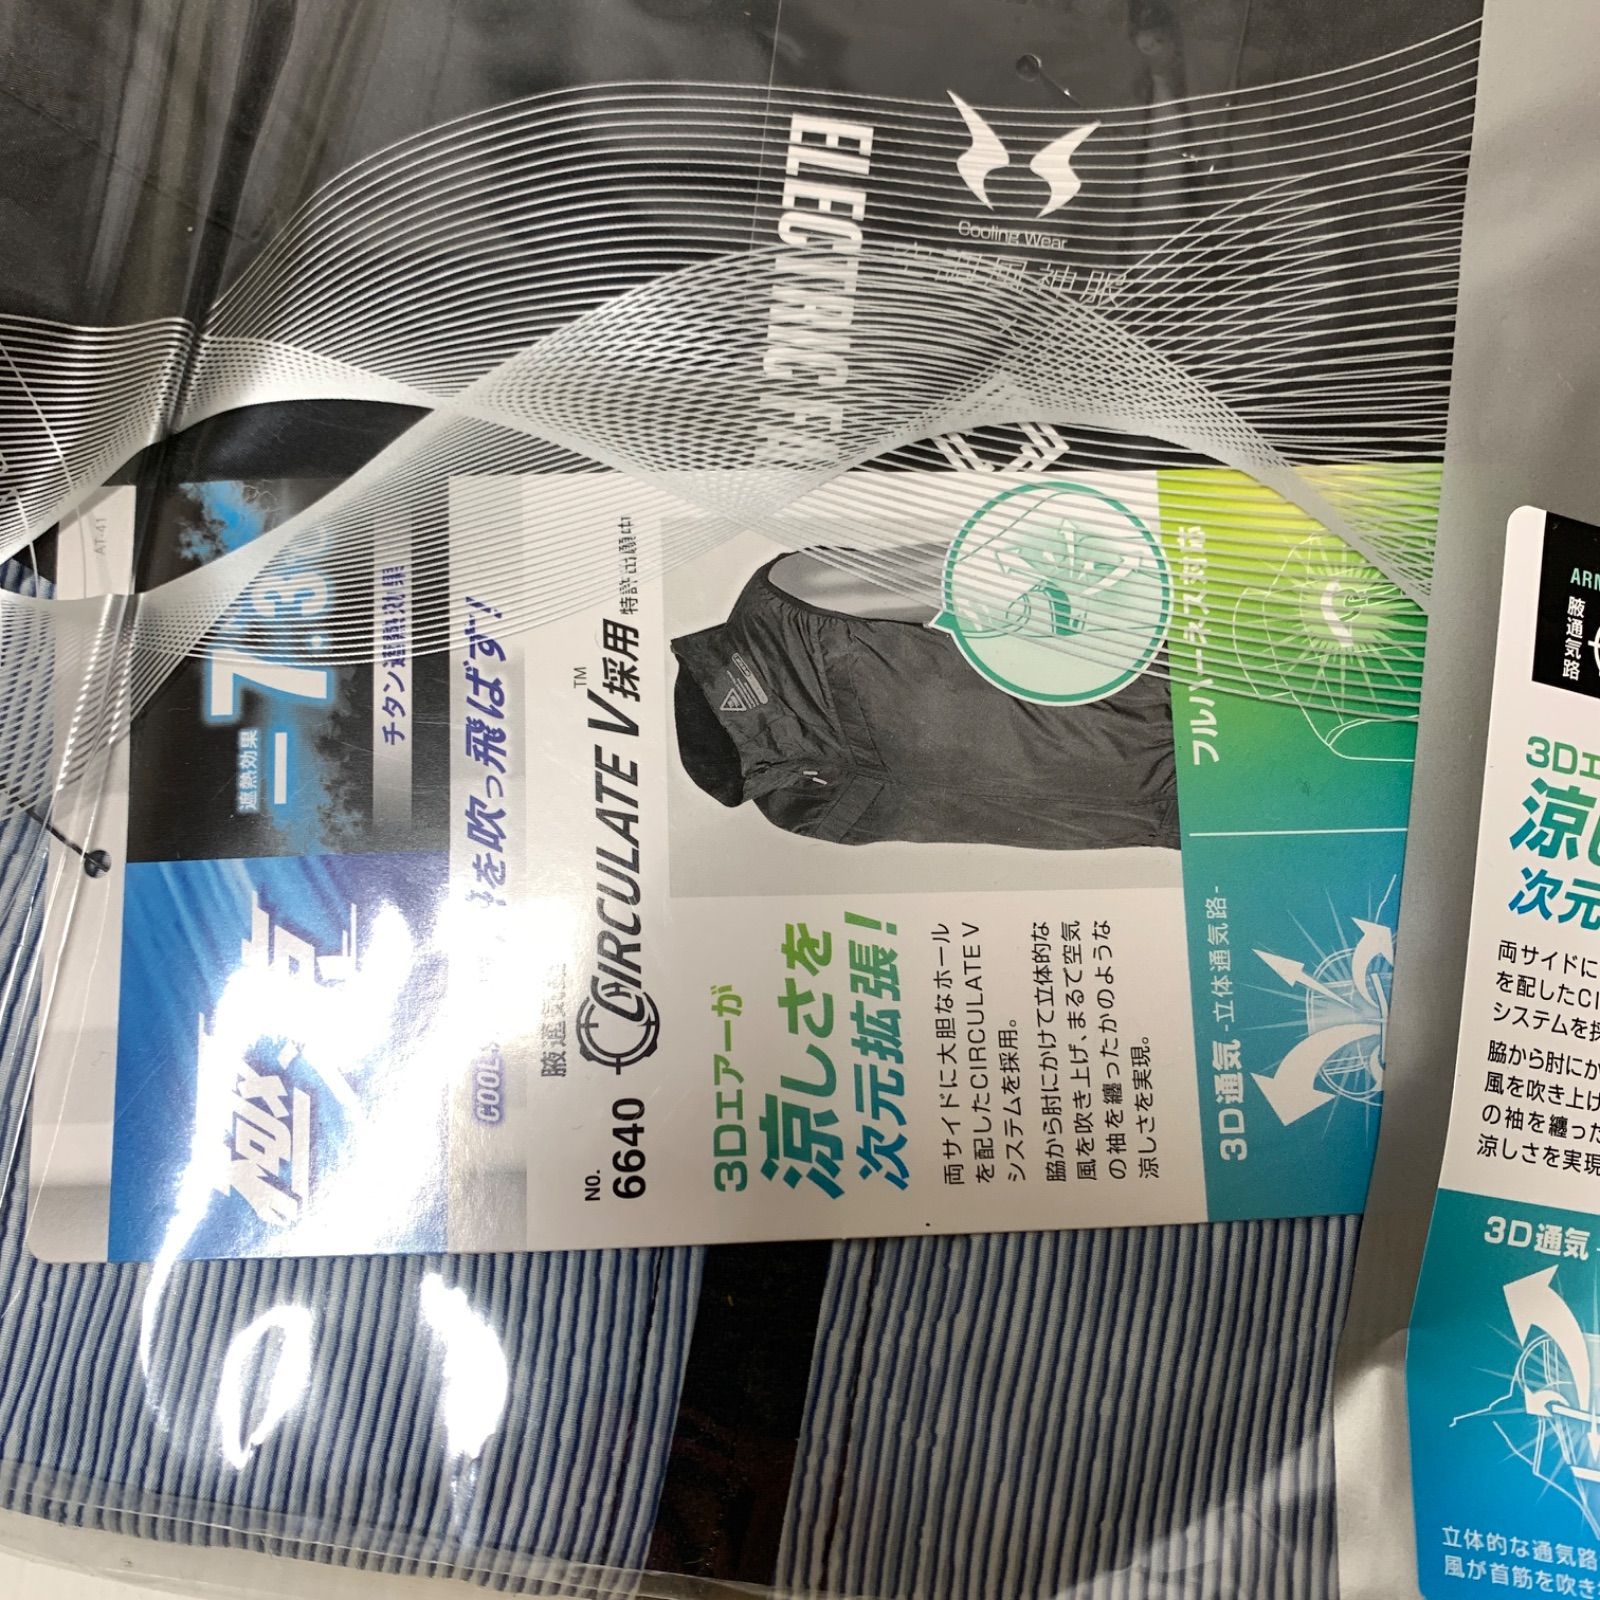 Cooling Wear
空調風神服
ELECTRIC F
AT-41
遮熱効果
−7.3
チタン遮熱効果
を吹っ飛ばす!
COOL
腋通気
CIRCULATE V™採用 特許出願中
No.
6640
3Dエアーが
涼しさを
次元拡張!
両サイドに大胆なホール
を配したCIRCULATE V
システムを採用。
脇から肘にかけて立体的な
風を吹き上げ、まるで空気
の袖を纏ったかのような
涼しさを実現。
フルハーネス対応
3D通気 -立体通気路-
ARM
腋通気路
3Dエ
涼し
次元
両サイドに
を配したCI
システムを採
脇から肘にか
風を吹き上げ
の袖を纏った
涼しさを実現
3D通気
立体的な通気路
風が首筋を吹き